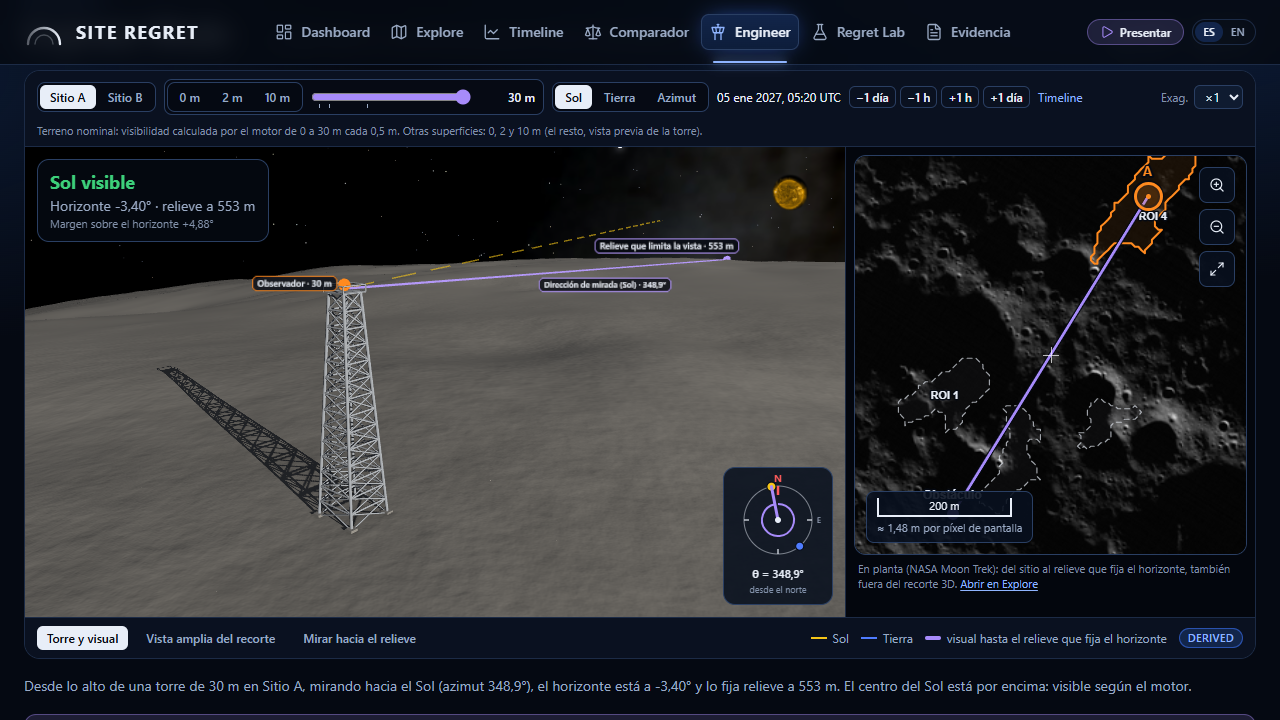 SITE REGRET
Dashboard
Explore
Timeline
Comparador
Engineer
Regret Lab
Evidencia
Presentar
ES
EN
Sitio A
Sitio B
0 m
2 m
10 m
30 m
Sol
Tierra
Azimut
05 ene 2027, 05:20 UTC
−1 día
−1 h
+1 h
+1 día
Timeline
Exag.
×1
Terreno nominal: visibilidad calculada por el motor de 0 a 30 m cada 0,5 m. Otras superficies: 0, 2 y 10 m (el resto, vista previa de la torre).
Sol visible
Horizonte -3,40° · relieve a 553 m
Margen sobre el horizonte +4,88°
Relieve que limita la vista · 553 m
Observador · 30 m
Dirección de mirada (Sol) · 348,9°
N
E
θ = 348,9°
desde el norte
A
ROI 4
ROI 1
Obstáculo
200 m
≈ 1,48 m por píxel de pantalla
En planta (NASA Moon Trek): del sitio al relieve que fija el horizonte, también
fuera del recorte 3D. Abrir en Explore
Torre y visual
Vista amplia del recorte
Mirar hacia el relieve
Sol
Tierra
visual hasta el relieve que fija el horizonte
DERIVED
Desde lo alto de una torre de 30 m en Sitio A, mirando hacia el Sol (azimut 348,9°), el horizonte está a -3,40° y lo fija relieve a 553 m. El centro del Sol está por encima: visible según el motor.